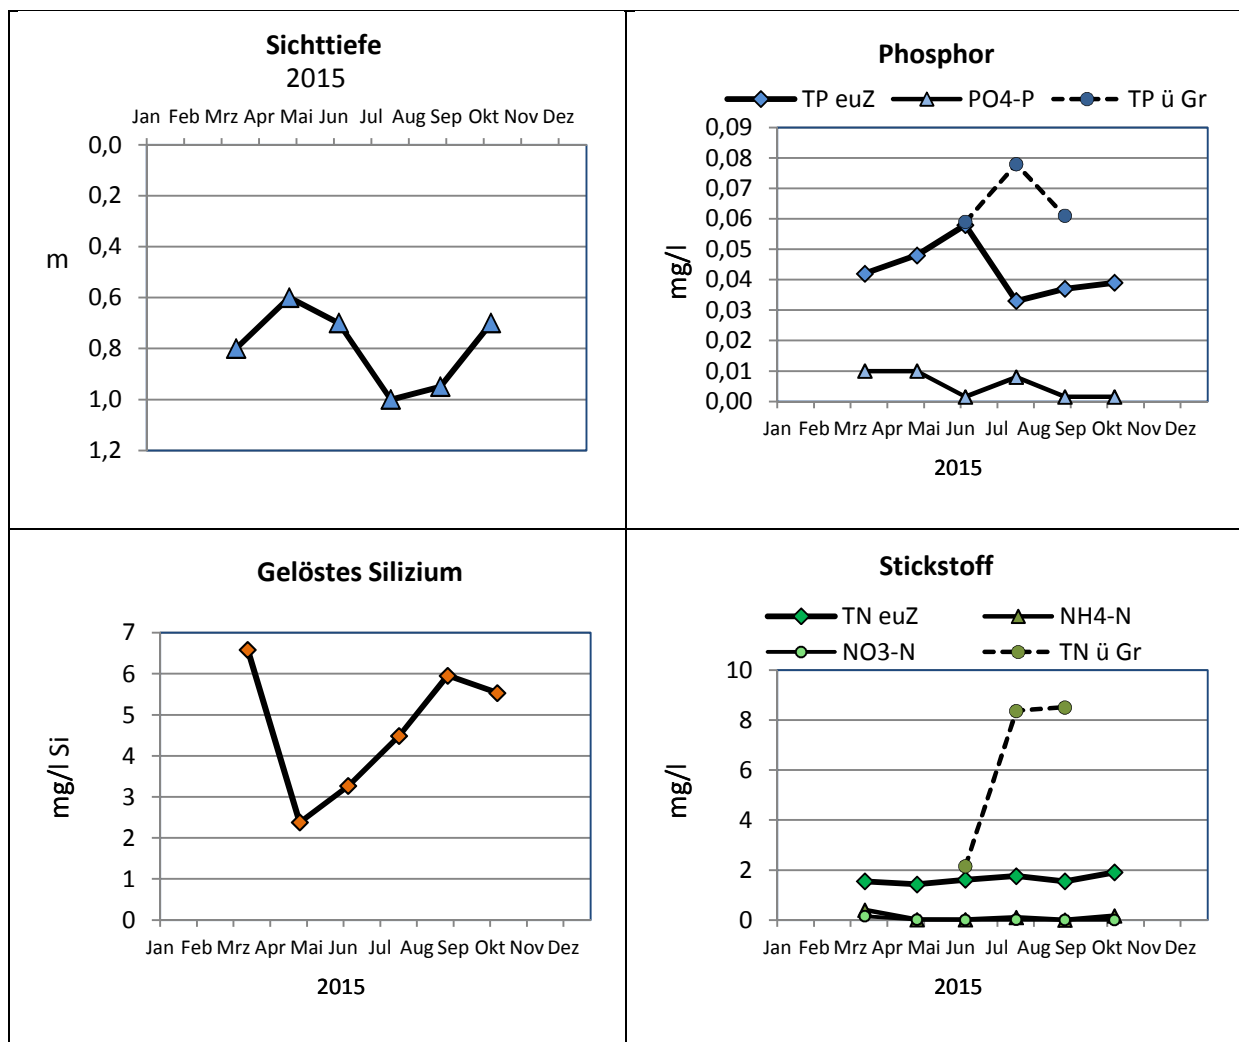 Sichttiefe
2015
Jan Feb Mrz Apr Mai Jun Jul Aug Sep Okt Nov Dez
0,0
0,2
0,4
m
0,6
0,8
1,0
1,2
Phosphor
TP euZ PO4-P TP ü Gr
0,09
0,08
0,07
0,06
0,05
mg/l
0,04
0,03
0,02
0,01
0,00
Jan Feb Mrz Apr Mai Jun Jul Aug Sep Okt Nov Dez
2015
Gelöstes Silizium
7
6
5
4
mg/l Si
3
2
1
0
Jan Feb Mrz Apr Mai Jun Jul Aug Sep Okt Nov Dez
2015
Stickstoff
TN euZ NH4-N
NO3-N TN ü Gr
10
8
6
mg/l
4
2
0
Jan Feb Mrz Apr Mai Jun Jul Aug Sep Okt Nov Dez
2015